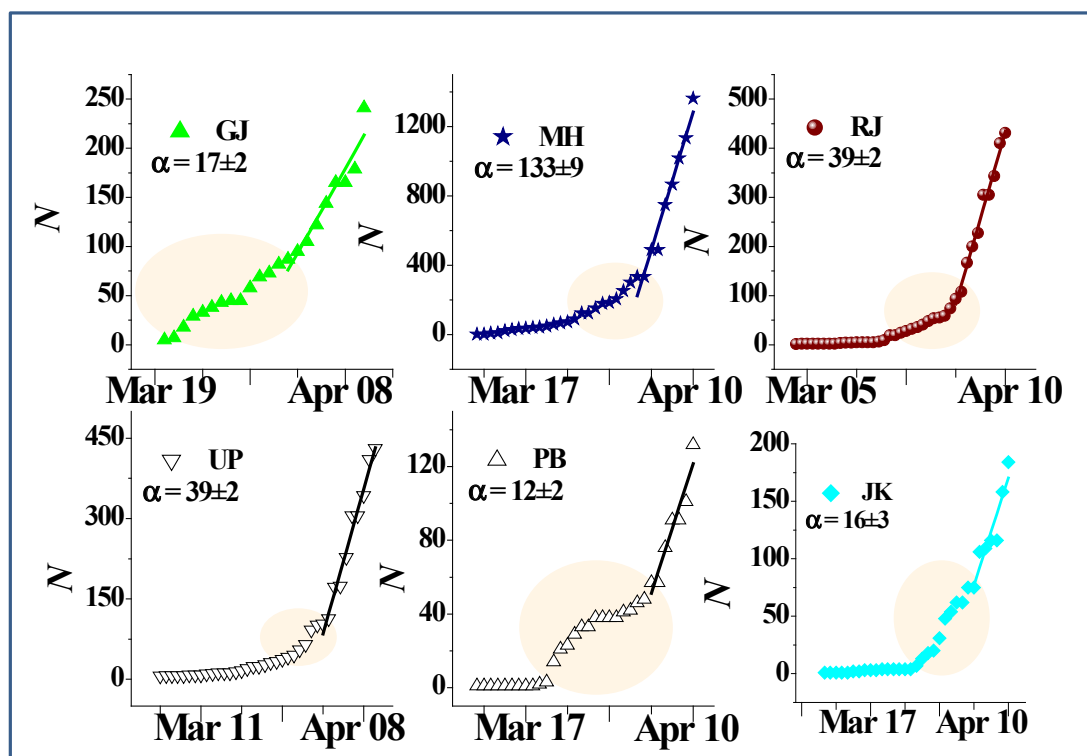 GJ
α = 17±2
250
200
150
100
50
0
N
Mar 19 Apr 08
MH
α = 133±9
1200
800
400
0
N
Mar 17 Apr 10
RJ
α = 39±2
500
400
300
200
100
0
N
Mar 05 Apr 10
UP
α = 39±2
450
300
150
0
N
Mar 11 Apr 08
PB
α = 12±2
120
80
40
0
N
Mar 17 Apr 10
JK
α = 16±3
200
150
100
50
0
N
Mar 17 Apr 10